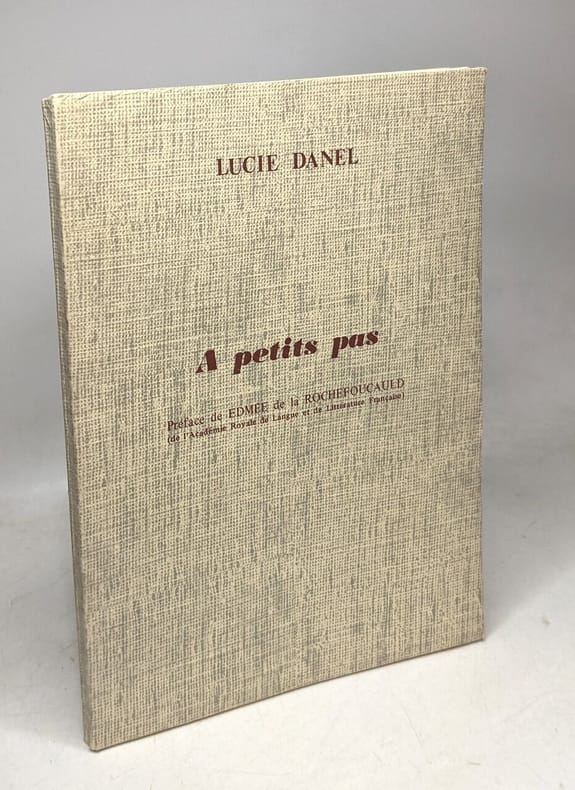 LUCIE DANEL
A petits pas
Préface de EDMEE de la ROCHEFOUCAULD
(de l'Académie Royale de Langue et de Littérature Française)